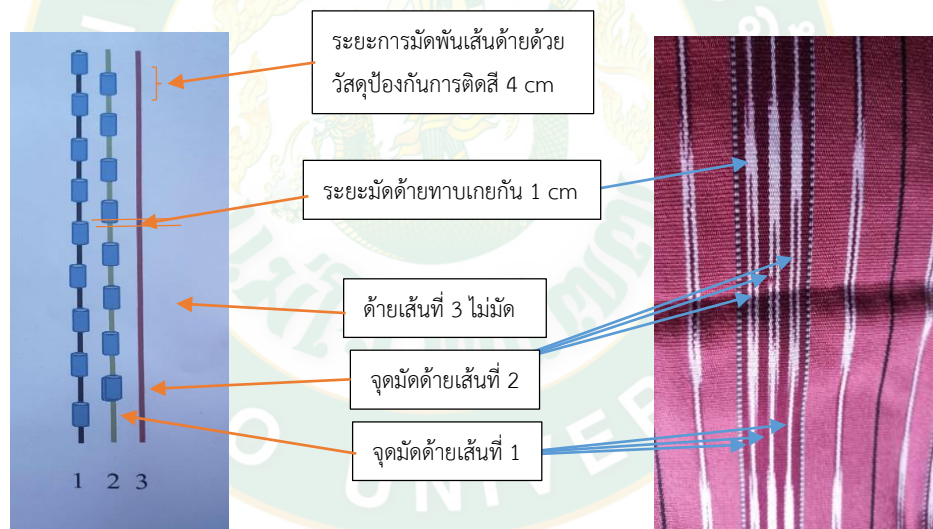 ระยะการมัดพันเส้นด้ายด้วย
วัสดุป้องกันการติดสี 4 cm
ระยะมัดด้ายทาบเกยกัน 1 cm
ด้ายเส้นที่ 3 ไม่มัด
จุดมัดด้ายเส้นที่ 2
จุดมัดด้ายเส้นที่ 1
1 2 3
UNIVER